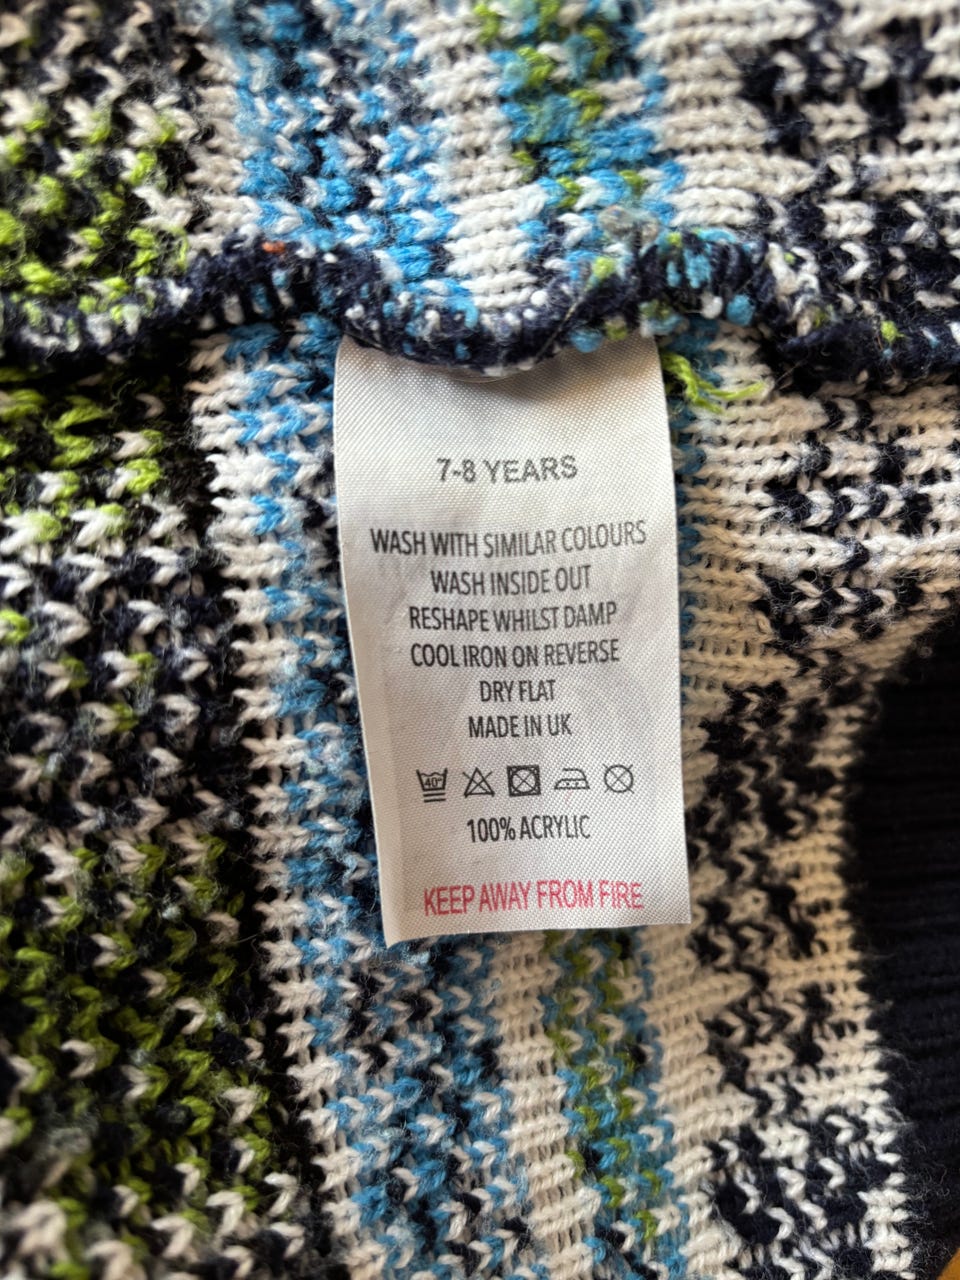 7-8 YEARS
WASH WITH SIMILAR COLOURS
WASH INSIDE OUT
RESHAPE WHILST DAMP
COOL IRON ON REVERSE
DRY FLAT
MADE IN UK
40°
100% ACRYLIC
KEEP AWAY FROM FIRE